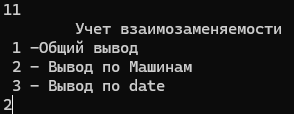 11
Учет взаимозаменяемости
1 -Общий вывод
2 - Вывод по Машинам
3 - Вывод по date
2